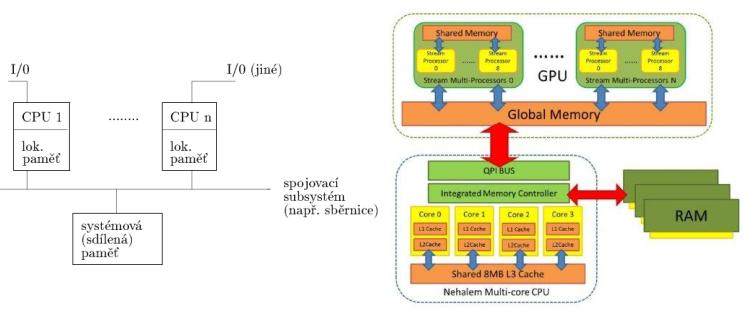 I/0
I/0 (jiné)
CPU 1
........
CPU n
lok.
paměť
lok.
paměť
spojovací
subsystém
(např. sběrnice)
systémová
(sdílená)
paměť
Shared Memory
Stream
Processor
0
......
Stream
Processor
8
Stream Multi-Processors 0
......
GPU
Shared Memory
Stream
Processor
0
......
Stream
Processor
8
Stream Multi-Processors N
Global Memory
QPI BUS
Integrated Memory Controller
Core 0
L1 Cache
L2Cache
Core 1
L1 Cache
L2Cache
Core 2
L1 Cache
L2Cache
Core 3
L1 Cache
L2Cache
Shared 8MB L3 Cache
Nehalem Multi-core CPU
RAM